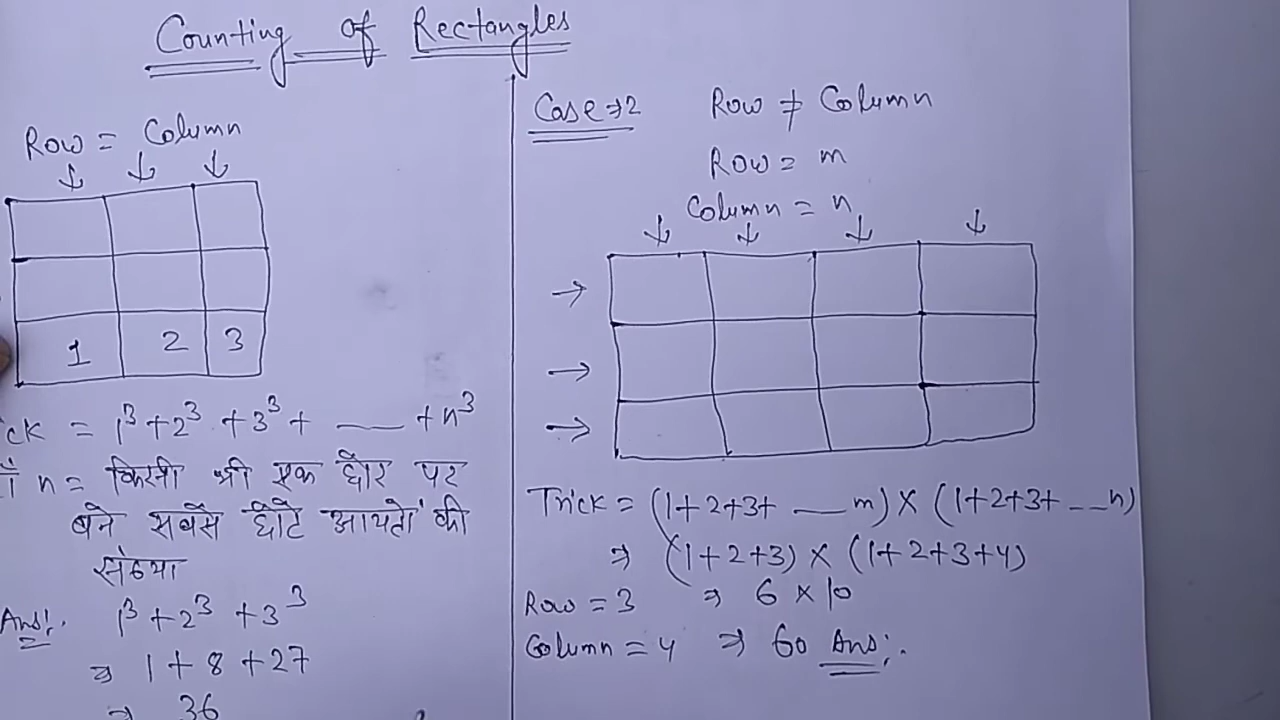 Counting of Rectangles
Row = Column
1 2 3
ck = 1³ + 2³ + 3³ + ___ + n³
n = किसी भी एक छोर पर
बने सबसे छोटे आयतों की
संख्या
Ans:. 1³ + 2³ + 3³
⇒ 1 + 8 + 27
⇒ 36
Case⇒2 Row ≠ Column
Row = m
Column = n
Trick = (1+2+3+ ___ m) × (1+2+3+ --n)
⇒ (1+2+3) × (1+2+3+4)
Row = 3 ⇒ 6 × 10
Column = 4 ⇒ 60 Ans:.